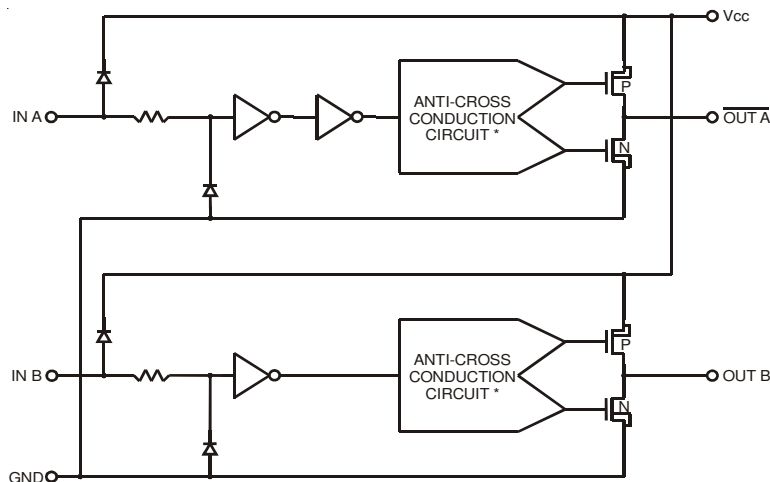 Vcc
IN A
ANTI-CROSS
CONDUCTION
CIRCUIT *
P
N
OUT A
IN B
ANTI-CROSS
CONDUCTION
CIRCUIT *
P
N
OUT B
GND